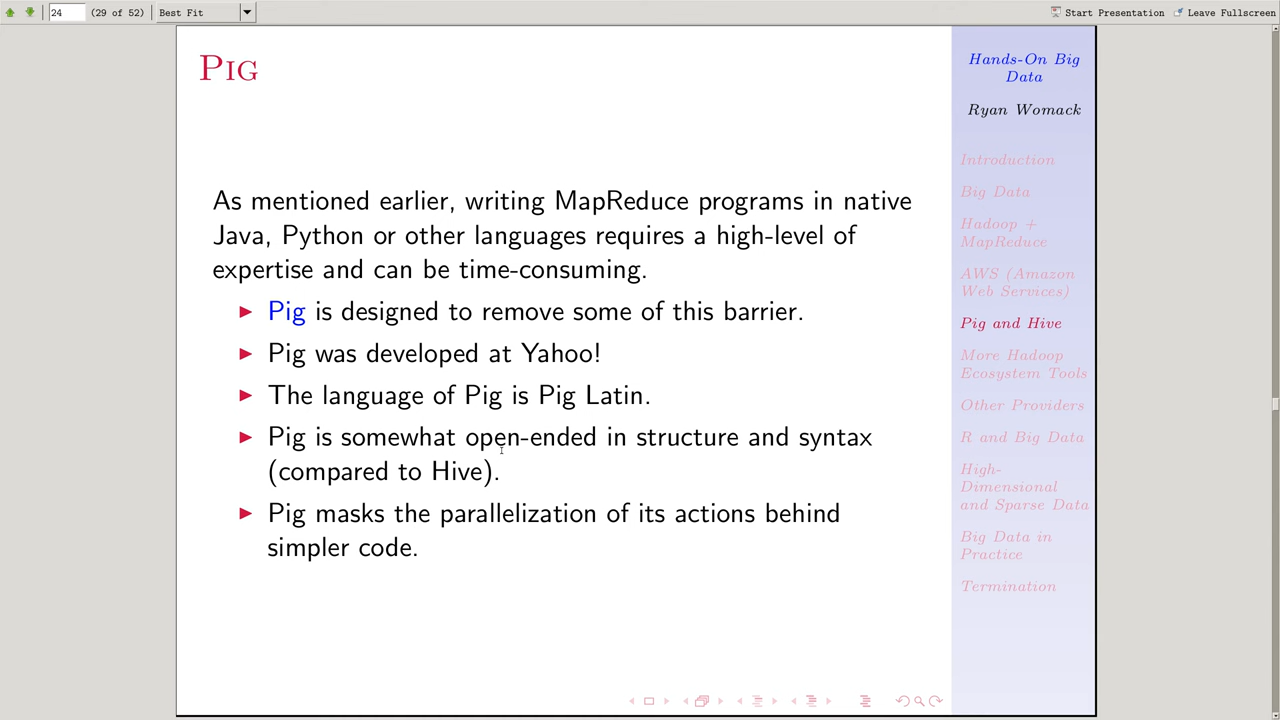 24 (29 of 52) Best Fit Start Presentation Leave Fullscreen
Pig
As mentioned earlier, writing MapReduce programs in native
Java, Python or other languages requires a high-level of
expertise and can be time-consuming.
Pig is designed to remove some of this barrier.
Pig was developed at Yahoo!
The language of Pig is Pig Latin.
Pig is somewhat open-ended in structure and syntax
(compared to Hive).
Pig masks the parallelization of its actions behind
simpler code.
Hands-On Big
Data
Ryan Womack
Introduction
Big Data
Hadoop +
MapReduce
AWS (Amazon
Web Services)
Pig and Hive
More Hadoop
Ecosystem Tools
Other Providers
R and Big Data
High-
Dimensional
and Sparse Data
Big Data in
Practice
Termination